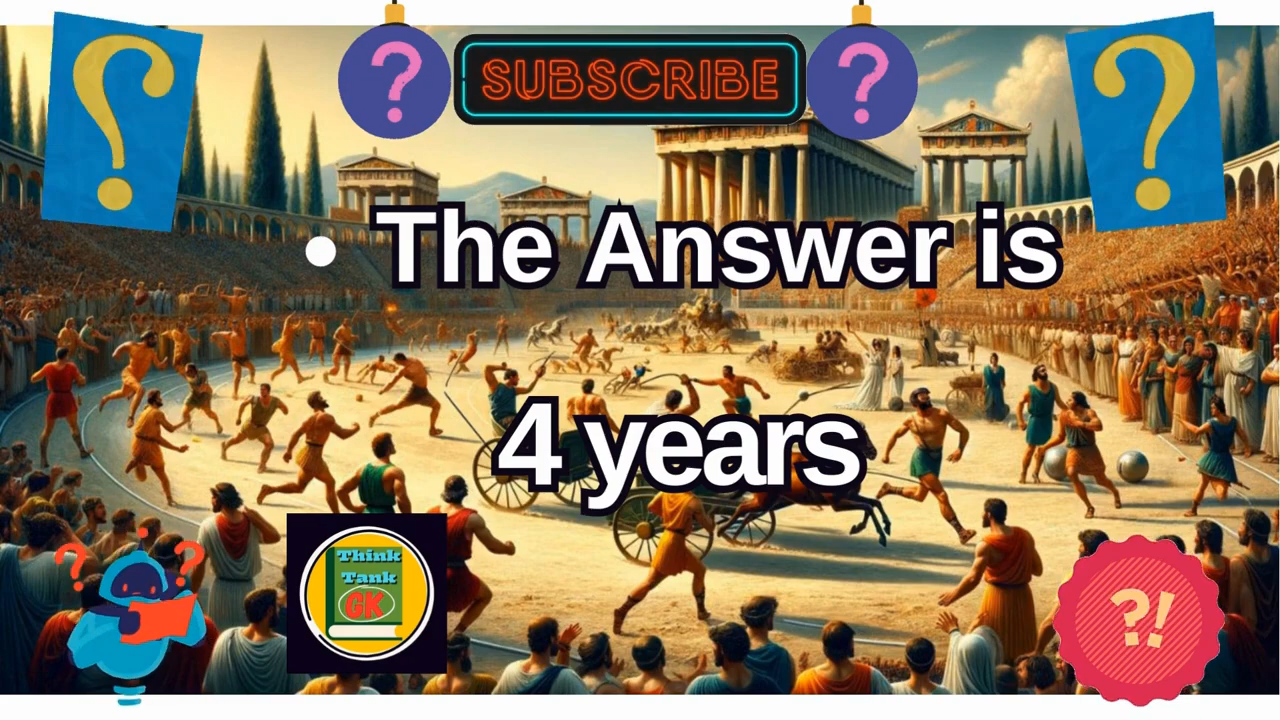 ? ? SUBSCRIBE ? ?
• The Answer is
4 years
? ?
Think
Tank
GK
?!